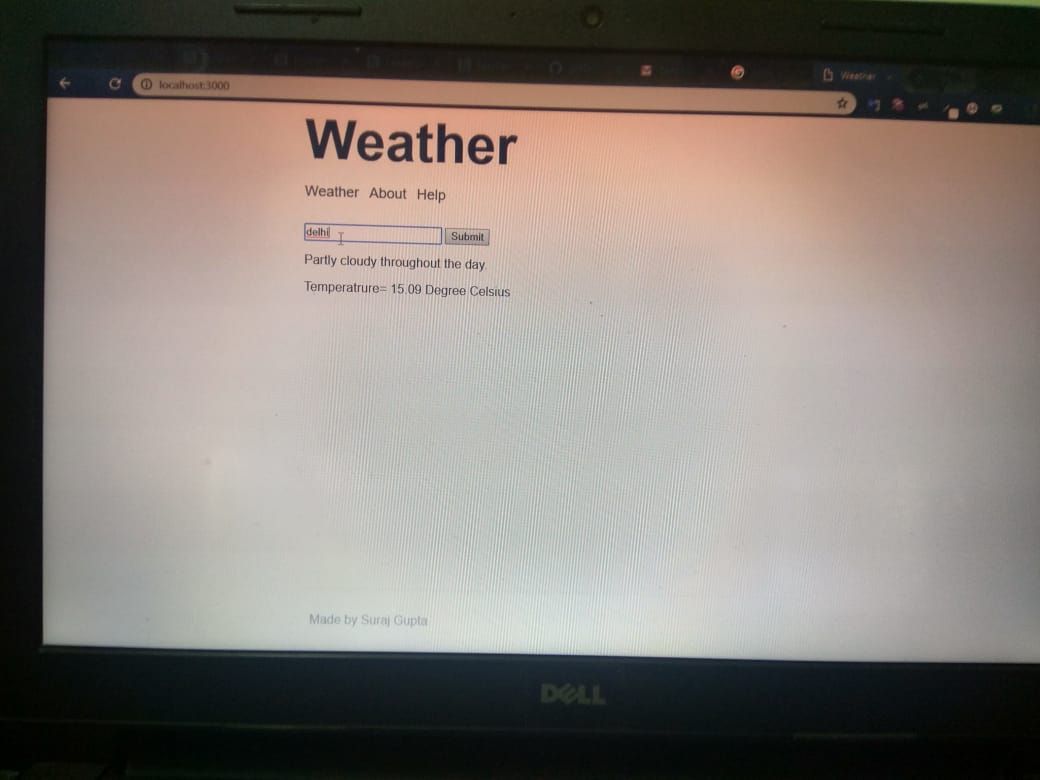 Weather
localhost:3000
Weather
Weather About Help
delhi Submit
Partly cloudy throughout the day
Temperatrure= 15.09 Degree Celsius
Made by Suraj Gupta
DELL